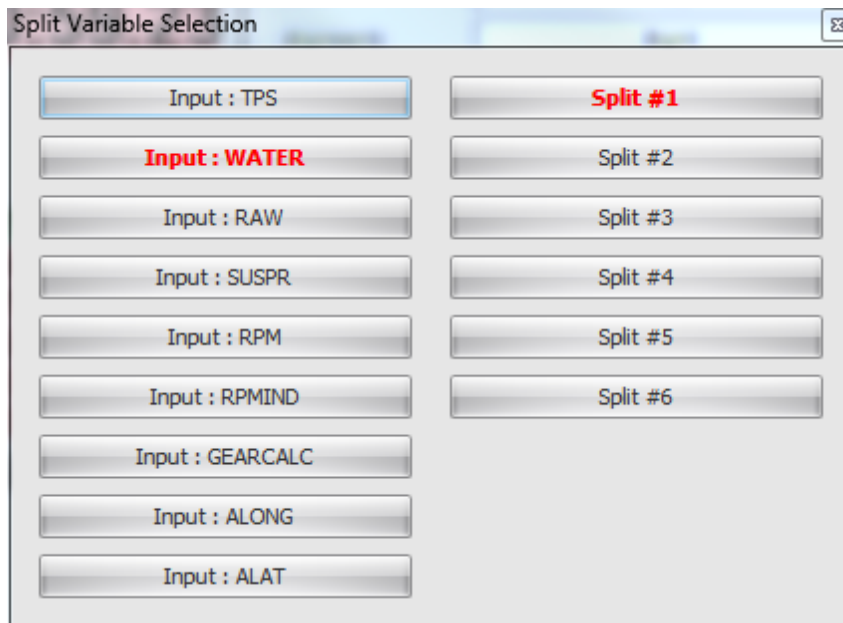 Split Variable Selection
Input : TPS
Input : WATER
Input : RAW
Input : SUSPR
Input : RPM
Input : RPMIND
Input : GEARCALC
Input : ALONG
Input : ALAT
Split #1
Split #2
Split #3
Split #4
Split #5
Split #6